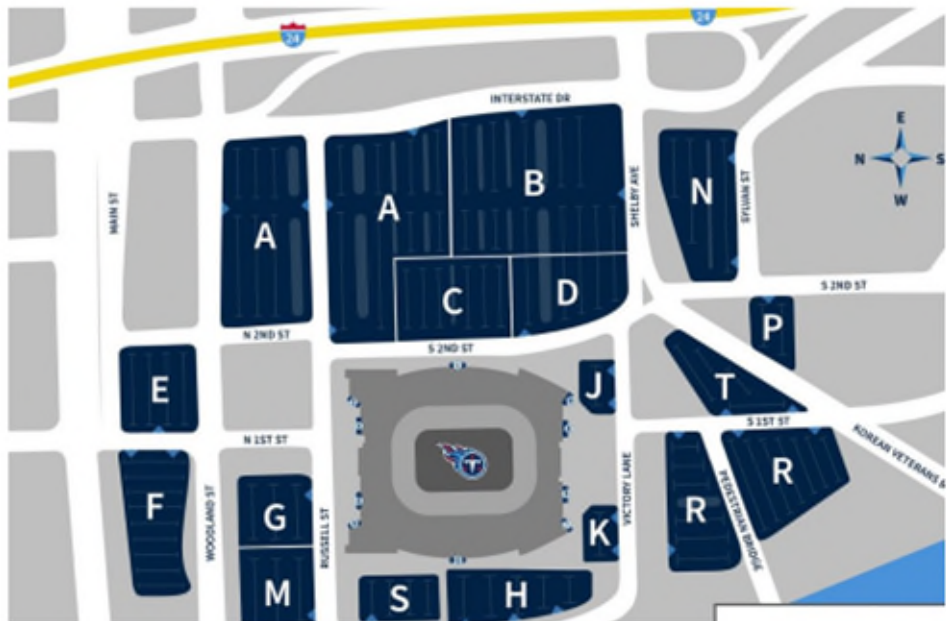 24
24
INTERSTATE DR
E
N
S
W
MAIN ST
A
A
B
SHELBY AVE
N
SYLVAN ST
C
D
S 2ND ST
N 2ND ST
S 2ND ST
P
E
J
T
N 1ST ST
S 1ST ST
KOREAN VETERANS
F
WOODLAND ST
G
RUSSELL ST
T
K
VICTORY LANE
R
PEDESTRIAN BRIDGE
R
M
S
H